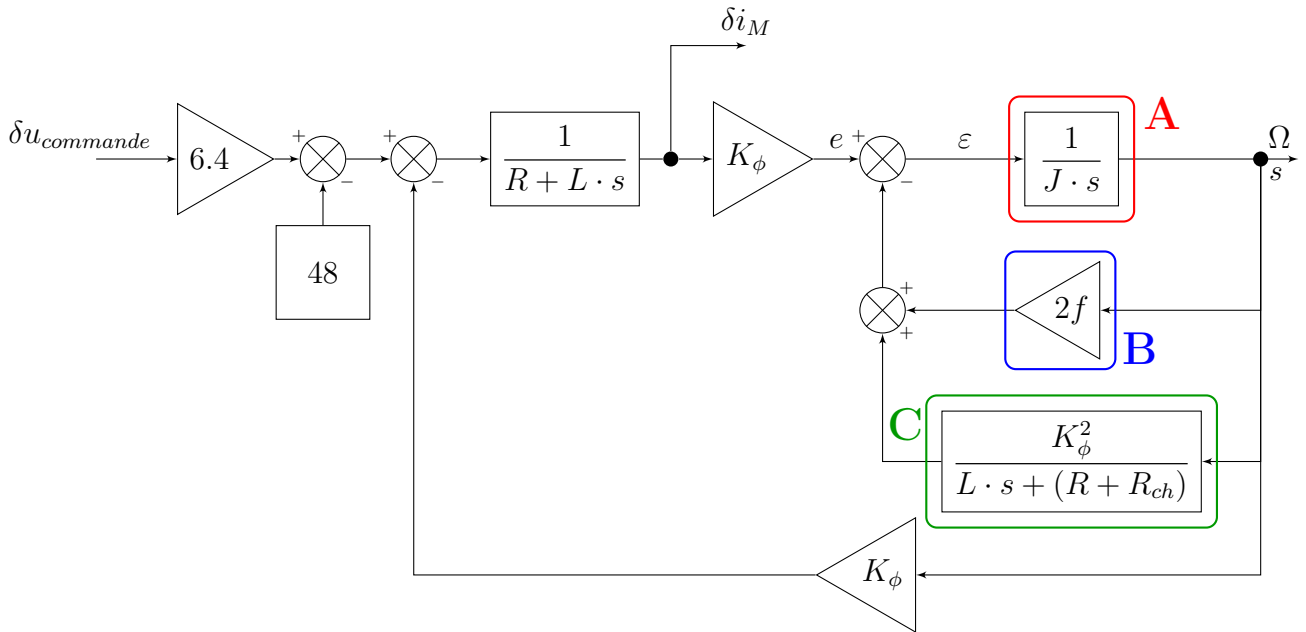 δi_M
δu_commande
6.4
+
−
48
+
−
1
R + L · s
K_ϕ
e
+
−
ε
1
J · s
A
Ω
s
+
+
2f
B
C
K_ϕ^2
L · s + (R + R_ch)
K_ϕ